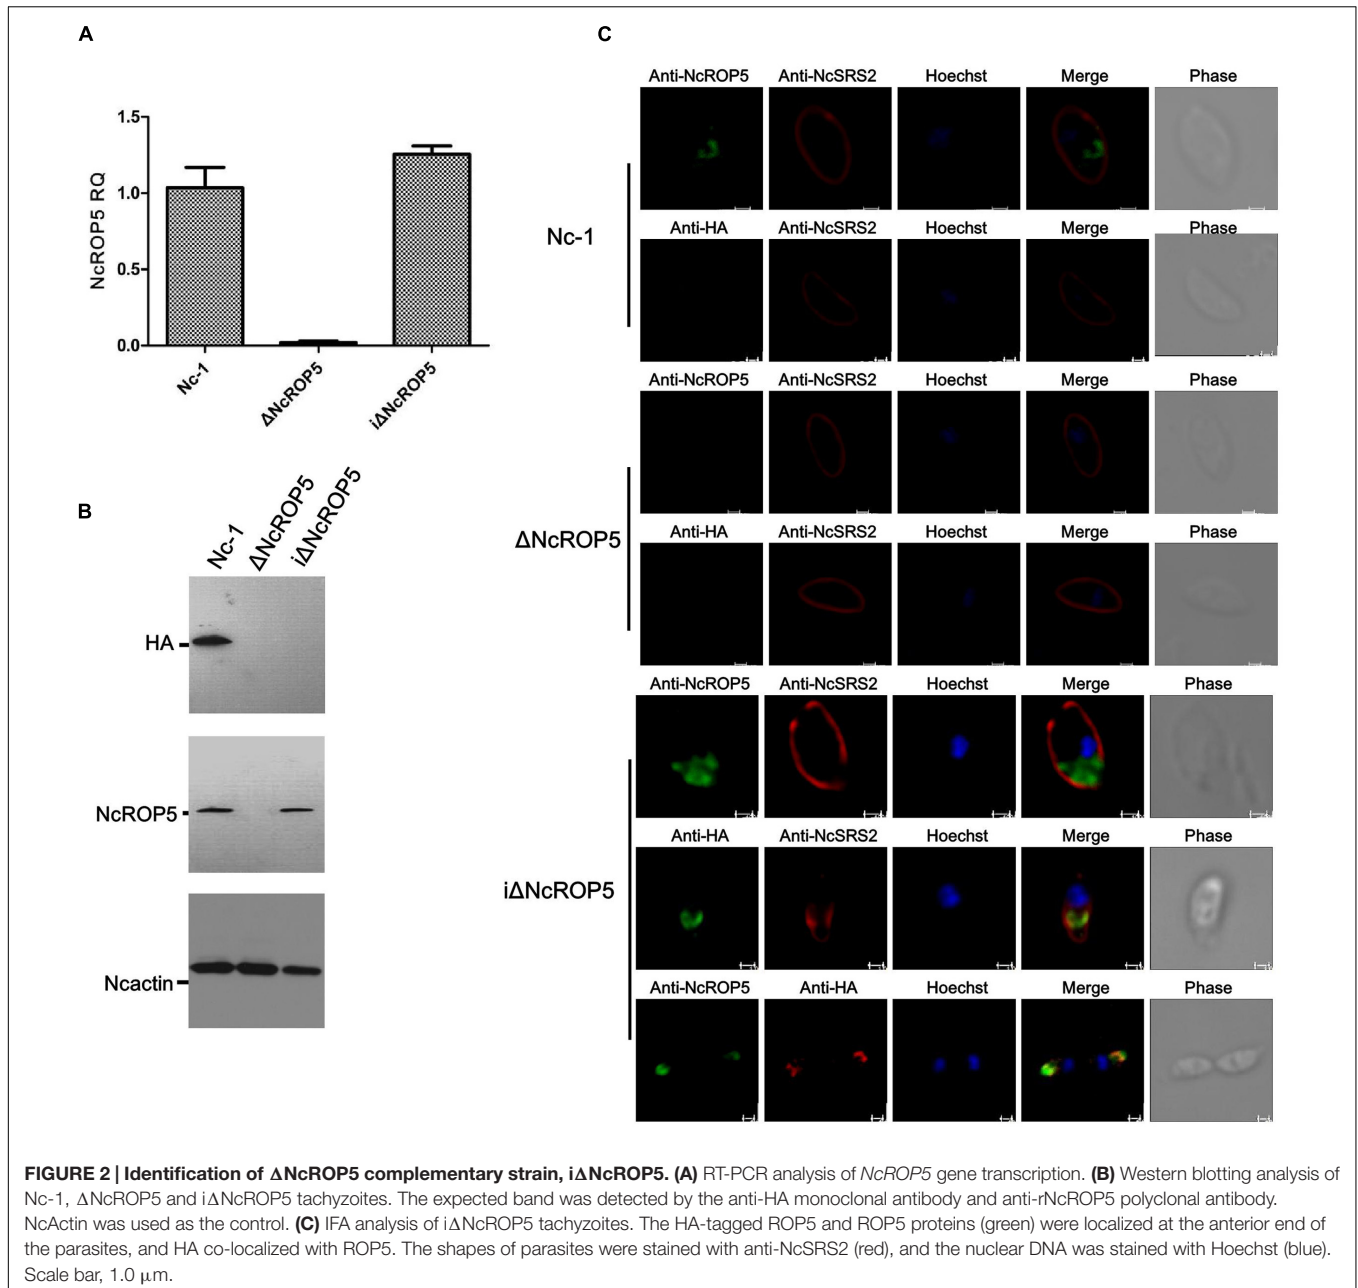 A
1.5
1.0
0.5
0.0
NcROP5 RQ
Nc-1
ΔNcROP5
iΔNcROP5
B
Nc-1
ΔNcROP5
iΔNcROP5
HA
NcROP5
Ncactin
C
Anti-NcROP5 Anti-NcSRS2 Hoechst Merge Phase
Nc-1
Anti-HA Anti-NcSRS2 Hoechst Merge Phase
Anti-NcROP5 Anti-NcSRS2 Hoechst Merge Phase
ΔNcROP5
Anti-HA Anti-NcSRS2 Hoechst Merge Phase
Anti-NcROP5 Anti-NcSRS2 Hoechst Merge Phase
iΔNcROP5
Anti-HA Anti-NcSRS2 Hoechst Merge Phase
Anti-NcROP5 Anti-HA Hoechst Merge Phase
FIGURE 2 | Identification of ΔNcROP5 complementary strain, iΔNcROP5. (A) RT-PCR analysis of NcROP5 gene transcription. (B) Western blotting analysis of
Nc-1, ΔNcROP5 and iΔNcROP5 tachyzoites. The expected band was detected by the anti-HA monoclonal antibody and anti-rNcROP5 polyclonal antibody.
NcActin was used as the control. (C) IFA analysis of iΔNcROP5 tachyzoites. The HA-tagged ROP5 and ROP5 proteins (green) were localized at the anterior end of
the parasites, and HA co-localized with ROP5. The shapes of parasites were stained with anti-NcSRS2 (red), and the nuclear DNA was stained with Hoechst (blue).
Scale bar, 1.0 μm.